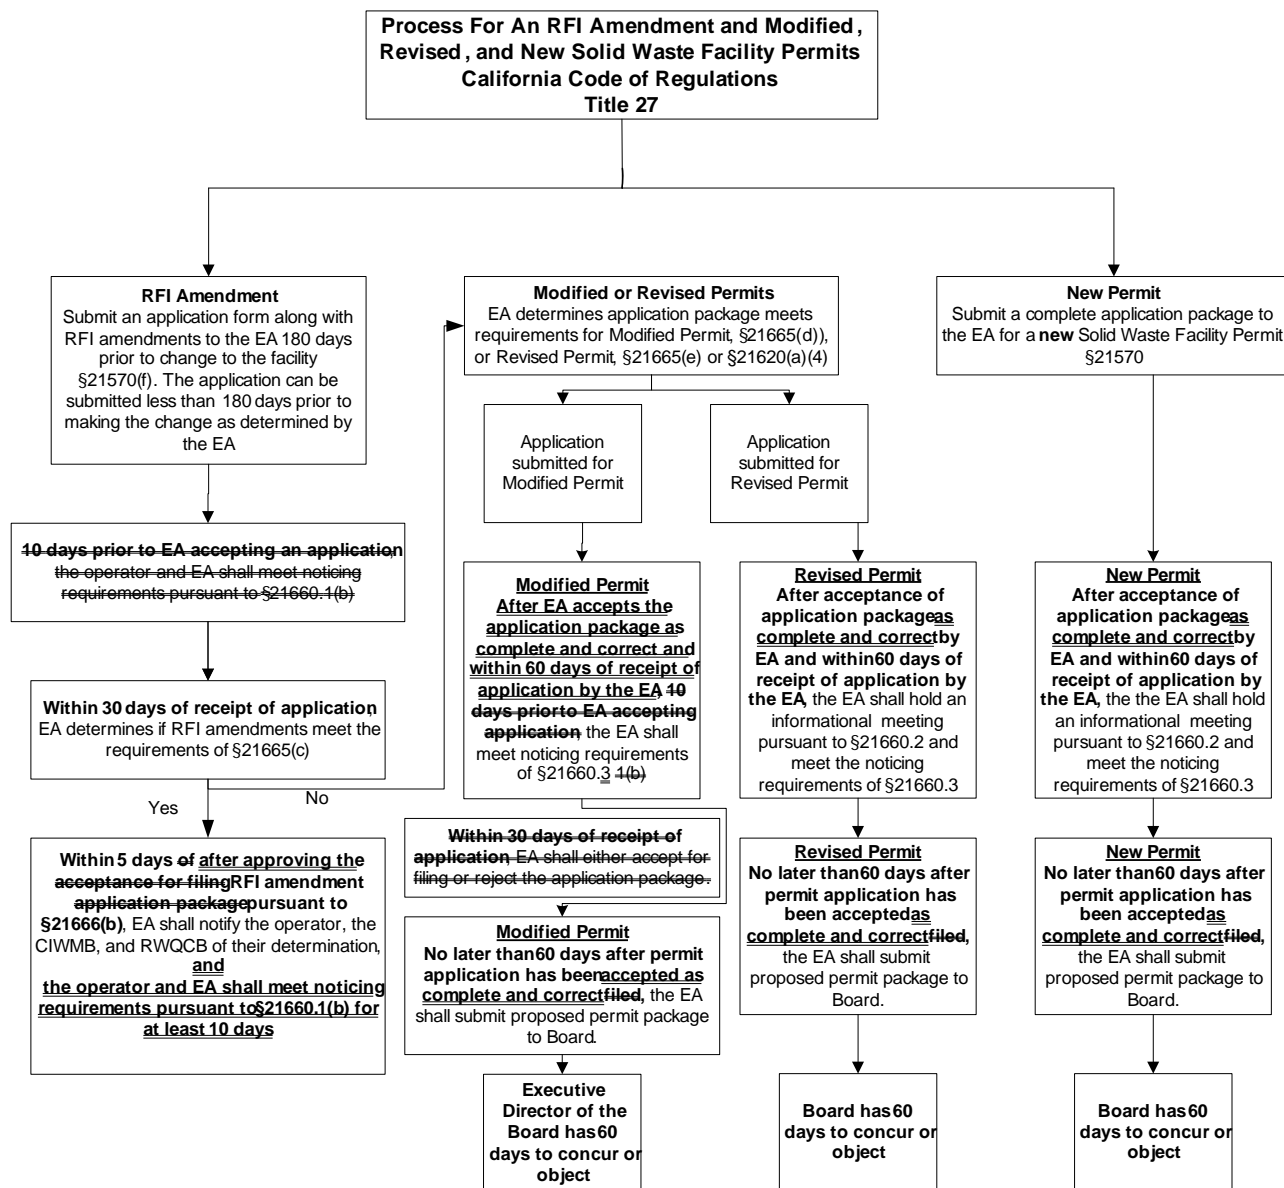 Process For An RFI Amendment and Modified,
Revised, and New Solid Waste Facility Permits
California Code of Regulations
Title 27
RFI Amendment
Submit an application form along with
RFI amendments to the EA 180 days
prior to change to the facility
§21570(f). The application can be
submitted less than 180 days prior to
making the change as determined by
the EA
10 days prior to EA accepting an application,
the operator and EA shall meet noticing
requirements pursuant to §21660.1(b)
Within 30 days of receipt of application,
EA determines if RFI amendments meet the
requirements of §21665(c)
Yes
No
Within 5 days of after approving the
acceptance for filing RFI amendment
application package pursuant to
§21666(b), EA shall notify the operator, the
CIWMB, and RWQCB of their determination,
and
the operator and EA shall meet noticing
requirements pursuant to §21660.1(b) for
at least 10 days
Modified or Revised Permits
EA determines application package meets
requirements for Modified Permit, §21665(d)),
or Revised Permit, §21665(e) or §21620(a)(4)
Application
submitted for
Modified Permit
Application
submitted for
Revised Permit
Modified Permit
After EA accepts the
application package as
complete and correct and
within 60 days of receipt of
application by the EA, 10
days prior to EA accepting
application, the EA shall
meet noticing requirements
of §21660.3 1(b)
Within 30 days of receipt of
application, EA shall either accept for
filing or reject the application package.
Modified Permit
No later than 60 days after permit
application has been accepted as
complete and correct filed, the EA
shall submit proposed permit package
to Board.
Executive
Director of the
Board has 60
days to concur or
object
Revised Permit
After acceptance of
application package as
complete and correct by
EA and within 60 days of
receipt of application by
the EA, the EA shall hold an
informational meeting
pursuant to §21660.2 and
meet the noticing
requirements of §21660.3
Revised Permit
No later than 60 days after
permit application has
been accepted as
complete and correct filed,
the EA shall submit
proposed permit package to
Board.
Board has 60
days to concur or
object
New Permit
Submit a complete application package to
the EA for a new Solid Waste Facility Permit
§21570
New Permit
After acceptance of
application package as
complete and correct by
EA and within 60 days of
receipt of application by
the EA, the the EA shall hold
an informational meeting
pursuant to §21660.2 and
meet the noticing
requirements of §21660.3
New Permit
No later than 60 days after
permit application has
been accepted as
complete and correct filed,
the EA shall submit
proposed permit package to
Board.
Board has 60
days to concur or
object